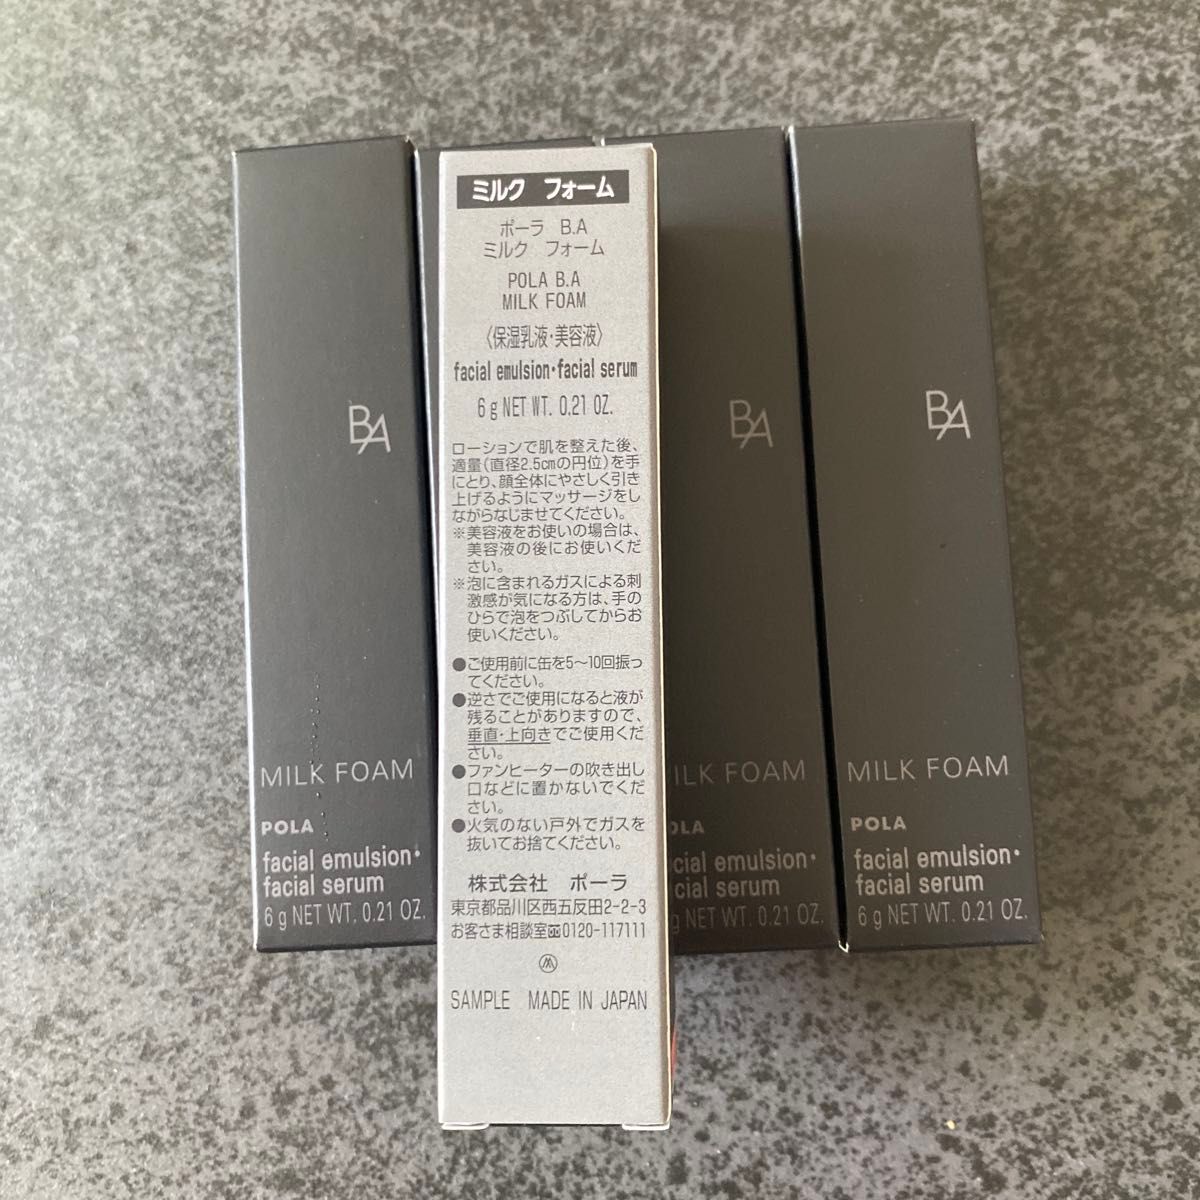 BA
MILK FOAM
POLA
facial emulsion・
facial serum
6 g NET WT. 0.21 OZ.
ミルク フォーム
ポーラ B.A
ミルク フォーム
POLA B.A
MILK FOAM
〈保湿乳液・美容液〉
facial emulsion・facial serum
6 g NET WT. 0.21 OZ.
ローションで肌を整えた後、
適量(直径2.5cmの円位)を手
にとり、顔全体にやさしく引き
上げるようにマッサージをし
ながらなじませてください。
※美容液をお使いの場合は、
美容液の後にお使いくだ
さい。
※泡に含まれるガスによる刺
激感が気になる方は、手の
ひらで泡をつぶしてからお
使いください。
●ご使用前に缶を5〜10回振っ
てください。
●逆さでご使用になると液が
残ることがありますので、
垂直・上向きでご使用くだ
さい。
●ファンヒーターの吹き出し
口などに置かないでくだ
さい。
●火気のない戸外でガスを
抜いてお捨てください。
株式会社 ポーラ
東京都品川区西五反田2-2-3
お客さま相談室0120-117111
SAMPLE MADE IN JAPAN
BA
ILK FOAM
OLA
cial emulsion・
cial serum
g NET WT. 0.21 OZ.
BA
MILK FOAM
POLA
facial emulsion・
facial serum
6 g NET WT. 0.21 OZ.